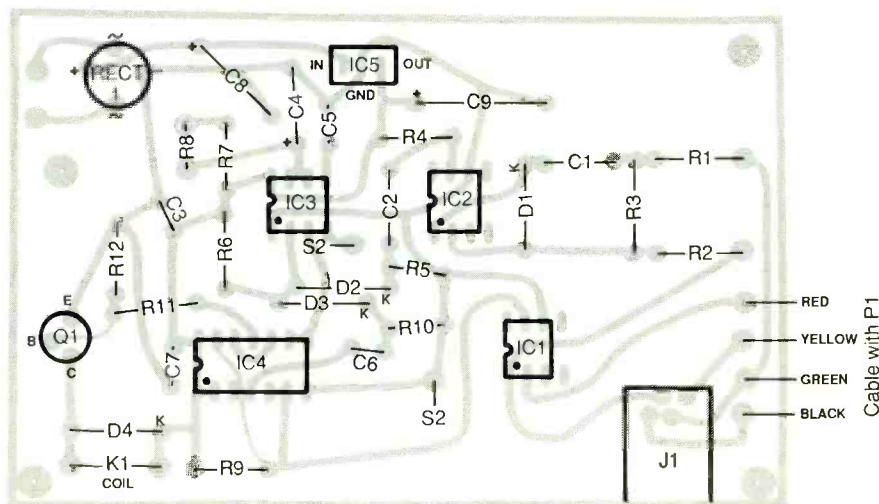 ~
+ RECT
-
~
+ C8
C4 +
IN IC5 OUT
GND
C5
+ C9
R8
R7
R4
K
C1
R1
C3
IC3
C2
IC2
D1
R3
R12
R6
S2
R2
R5
D2 K
D3 K
E
B Q1
C
R11
R10
RED
YELLOW
GREEN
BLACK
Cable with P1
C7
IC4
C6
IC1
S2
D4 K
K1
COIL
R9
J1